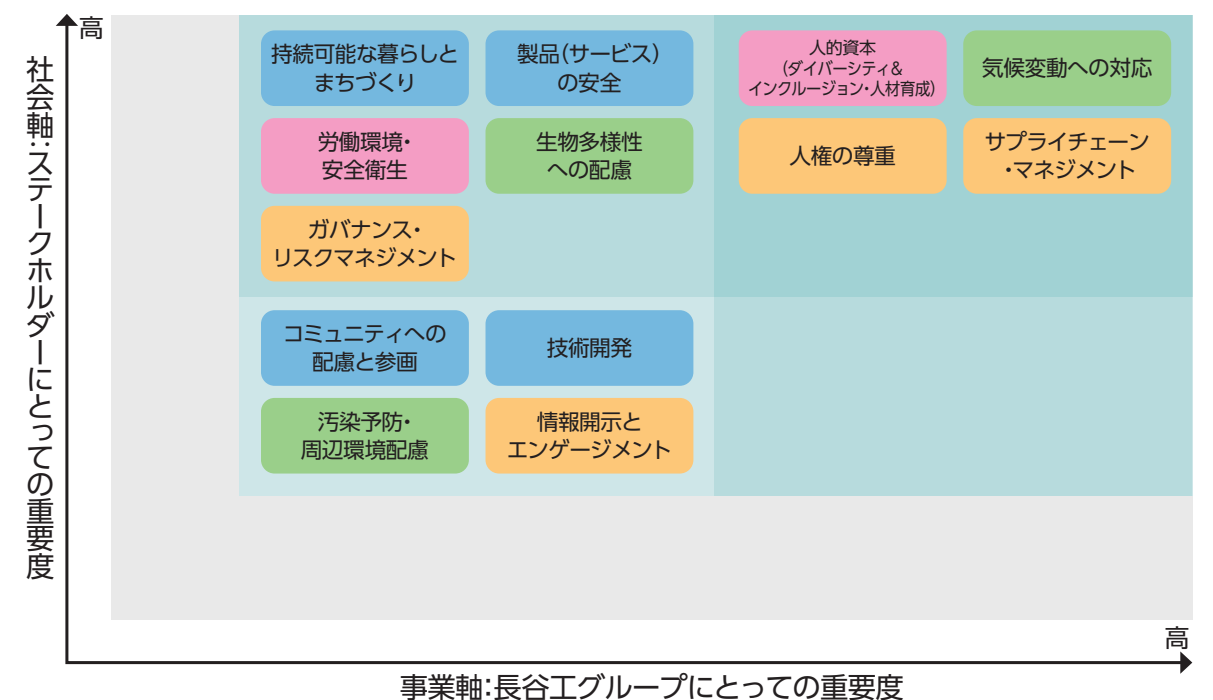 高
社会軸:ステークホルダーにとっての重要度
持続可能な暮らしと
まちづくり
製品(サービス)
の安全
人的資本
(ダイバーシティ&
インクルージョン・人材育成)
気候変動への対応
労働環境・
安全衛生
生物多様性
への配慮
人権の尊重
サプライチェーン
・マネジメント
ガバナンス・
リスクマネジメント
コミュニティへの
配慮と参画
技術開発
汚染予防・
周辺環境配慮
情報開示と
エンゲージメント
高
事業軸:長谷工グループにとっての重要度